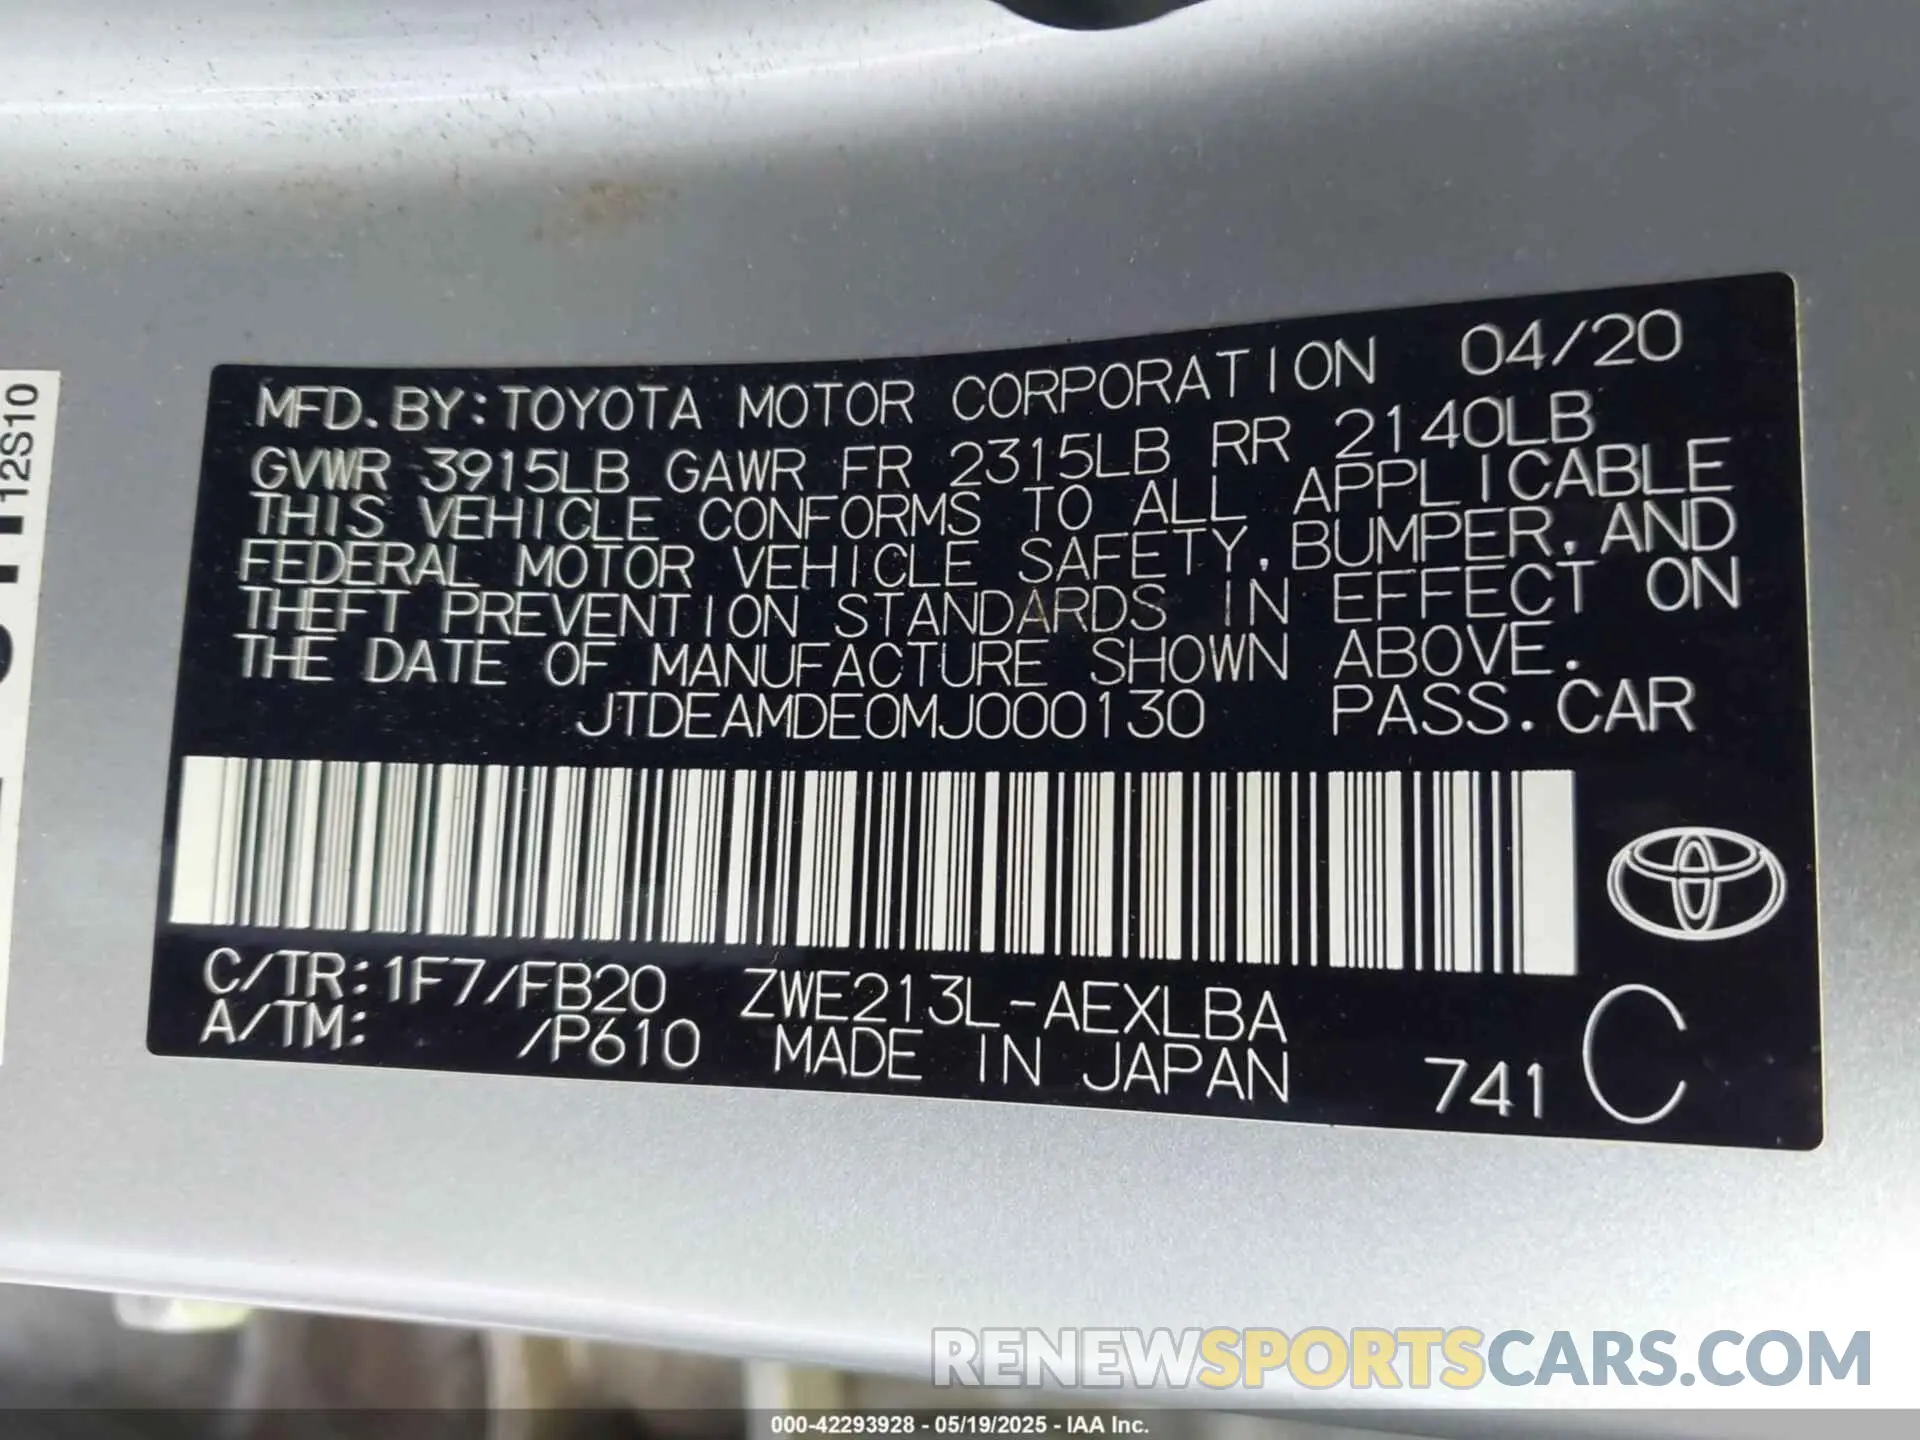 MFD. BY: TOYOTA MOTOR CORPORATION 04/20
GVWR 3915LB GAWR FR 2315LB RR 2140LB
THIS VEHICLE CONFORMS TO ALL APPLICABLE
FEDERAL MOTOR VEHICLE SAFETY, BUMPER, AND
THEFT PREVENTION STANDARDS IN EFFECT ON
THE DATE OF MANUFACTURE SHOWN ABOVE.
JTDEAMDE0MJ000130 PASS. CAR
C/TR: 1F7/FB20 ZWE213L-AEXLBA
A/TM: /P610 MADE IN JAPAN 741 C
12S10
RENEWSPORTSCARS.COM
000-42293928 - 05/19/2025 - IAA Inc.